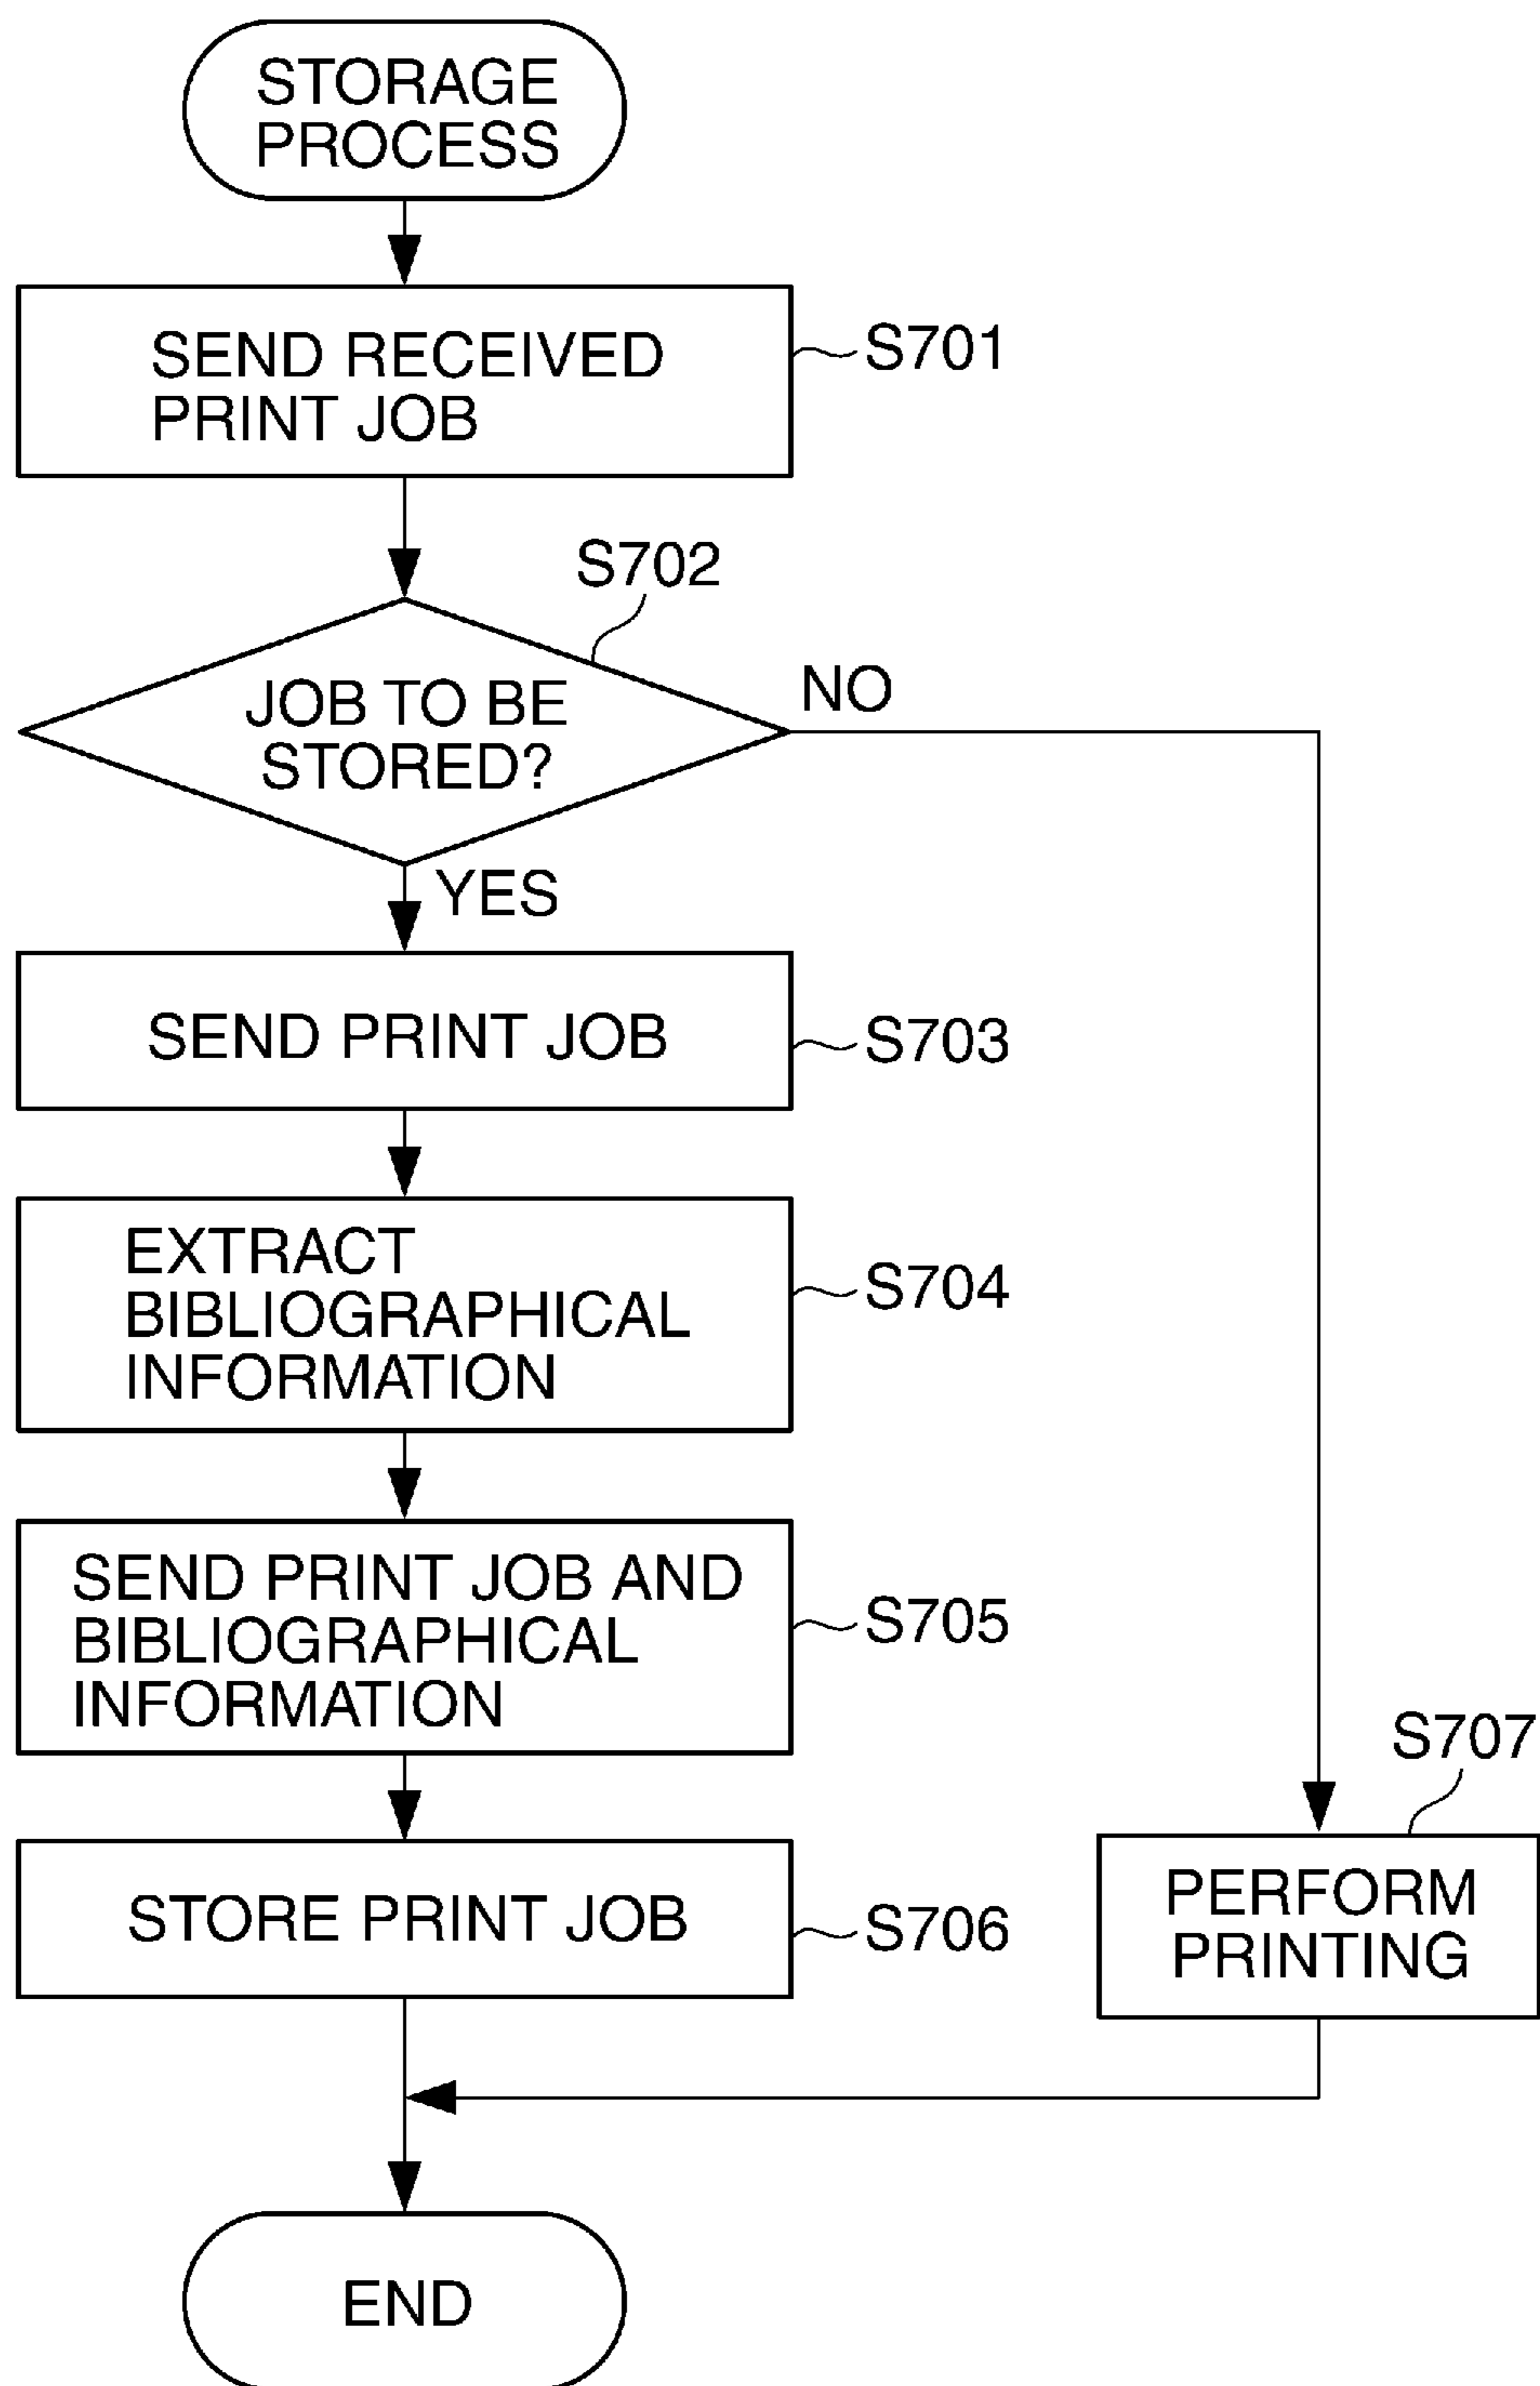 STORAGE
PROCESS
SEND RECEIVED
PRINT JOB
S701
S702
JOB TO BE
STORED?
NO
YES
SEND PRINT JOB
S703
EXTRACT
BIBLIOGRAPHICAL
INFORMATION
S704
SEND PRINT JOB AND
BIBLIOGRAPHICAL
INFORMATION
S705
STORE PRINT JOB
S706
S707
PERFORM
PRINTING
END